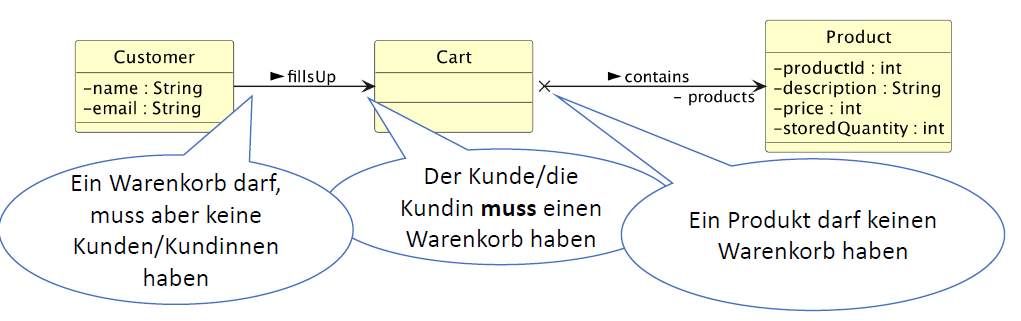 Customer
-name : String
-email : String
► fillsUp
Cart
► contains
- products
Product
-productId : int
-description : String
-price : int
-storedQuantity : int
Ein Warenkorb darf,
muss aber keine
Kunden/Kundinnen
haben
Der Kunde/die
Kundin muss einen
Warenkorb haben
Ein Produkt darf keinen
Warenkorb haben